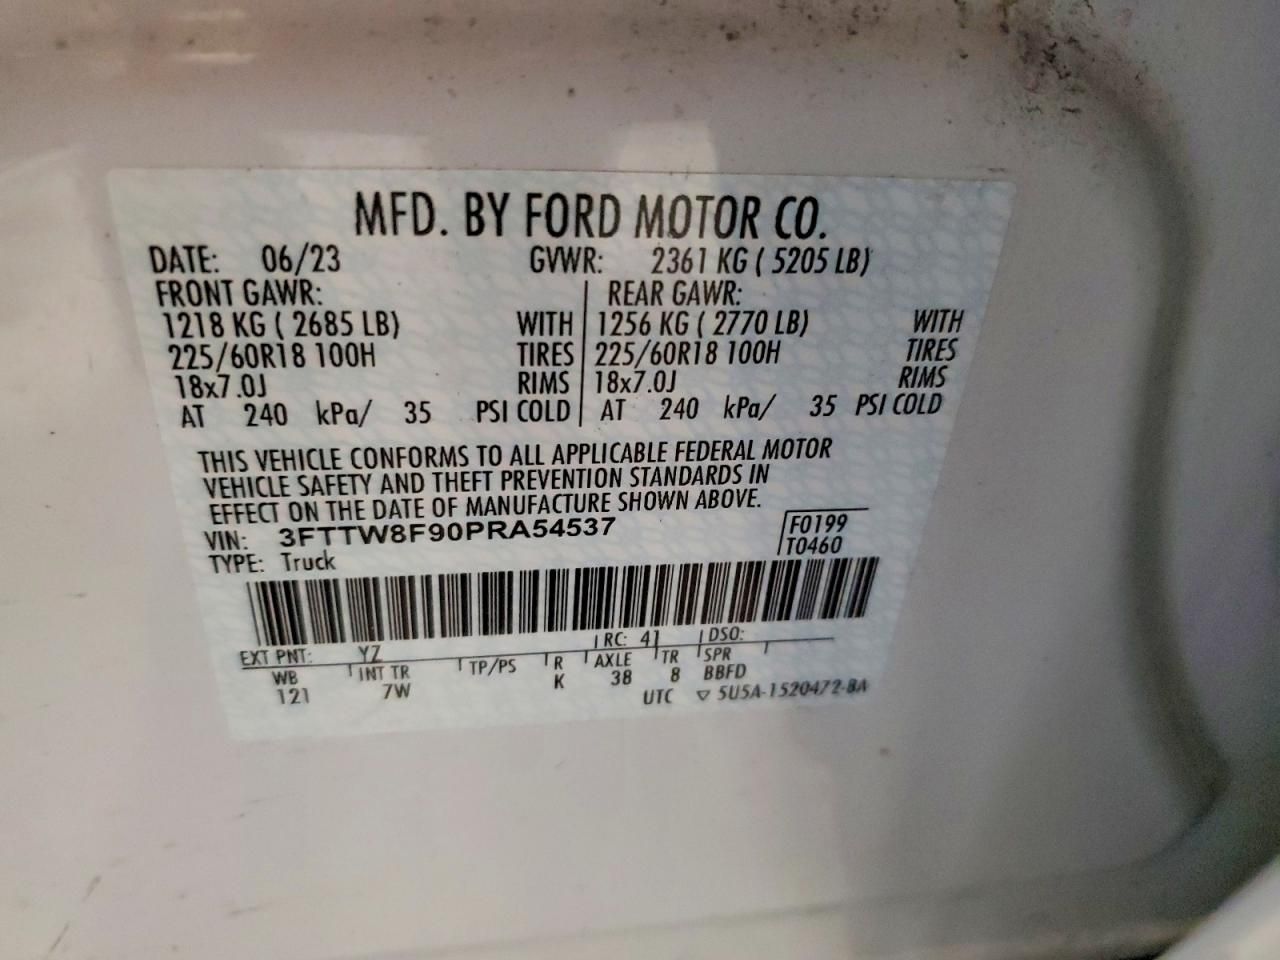 MFD. BY FORD MOTOR CO.
DATE: 06/23 GVWR: 2361 KG ( 5205 LB)
FRONT GAWR: REAR GAWR:
1218 KG ( 2685 LB) WITH 1256 KG ( 2770 LB) WITH
225/60R18 100H TIRES 225/60R18 100H TIRES
18x7.0J RIMS 18x7.0J RIMS
AT 240 kPa/ 35 PSI COLD AT 240 kPa/ 35 PSI COLD
THIS VEHICLE CONFORMS TO ALL APPLICABLE FEDERAL MOTOR
VEHICLE SAFETY AND THEFT PREVENTION STANDARDS IN
EFFECT ON THE DATE OF MANUFACTURE SHOWN ABOVE.
VIN: 3FTTW8F90PRA54537 F0199
TYPE: Truck T0460
EXT PNT: YZ RC: 41 DSO:
WB INT TR TP/PS R AXLE TR SPR
121 7W K 38 8 BBFD
UTC ▽ 5U5A-1520472-BA